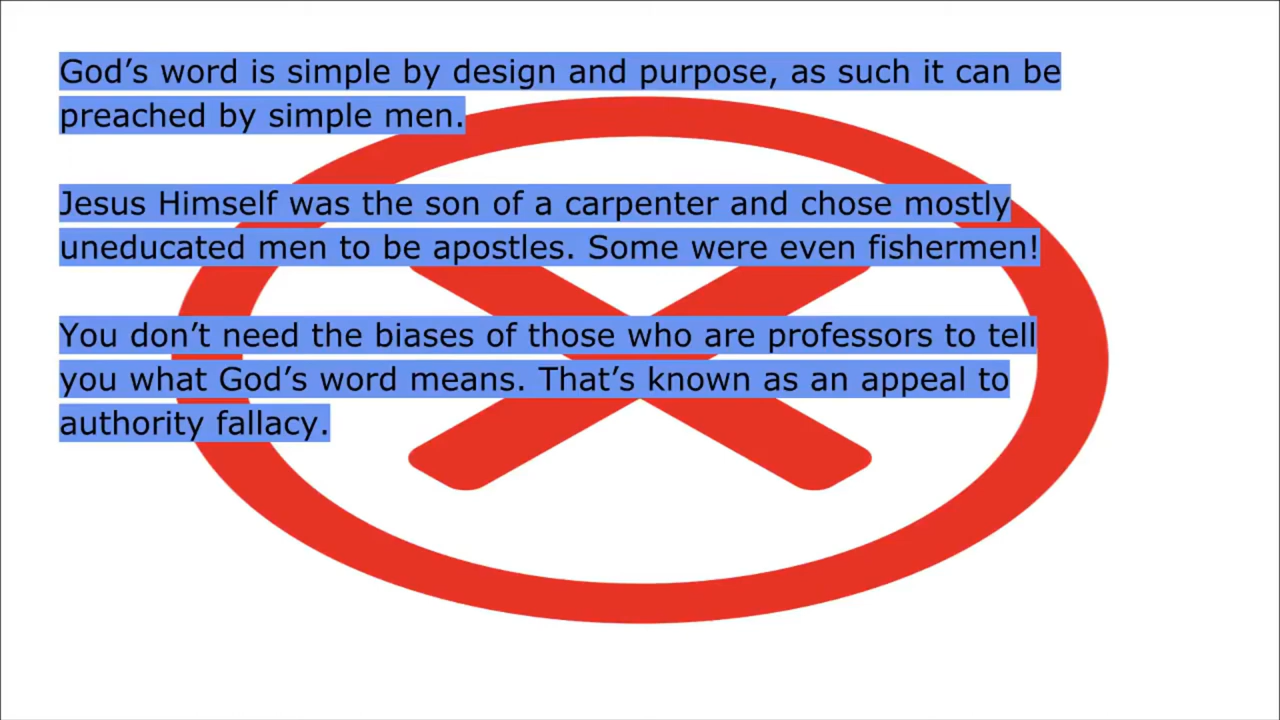 God’s word is simple by design and purpose, as such it can be
preached by simple men.
Jesus Himself was the son of a carpenter and chose mostly
uneducated men to be apostles. Some were even fishermen!
You don’t need the biases of those who are professors to tell
you what God’s word means. That’s known as an appeal to
authority fallacy.